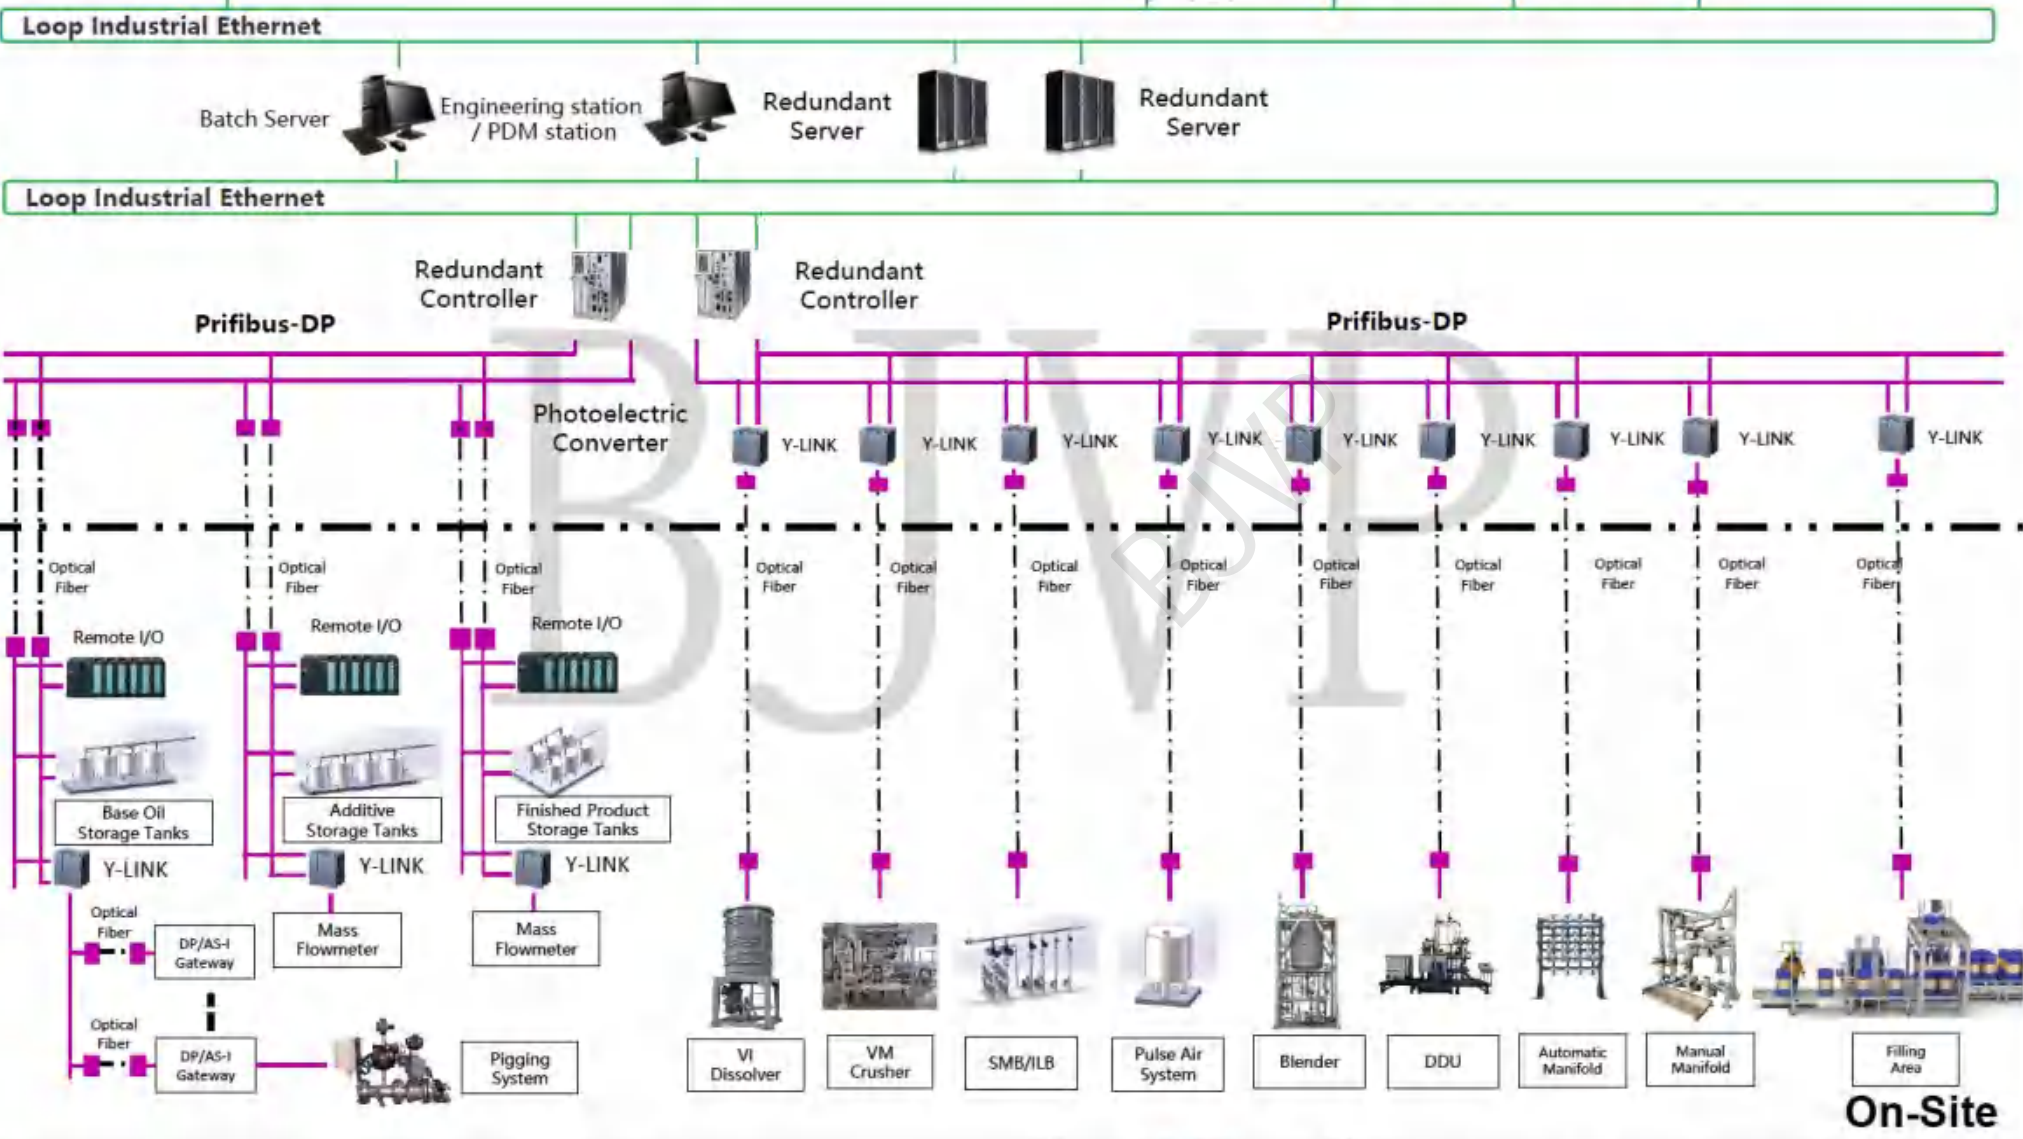 Loop Industrial Ethernet
Batch Server
Engineering station
/ PDM station
Redundant
Server
Redundant
Server
Loop Industrial Ethernet
Redundant
Controller
Redundant
Controller
Prifibus-DP
Prifibus-DP
Photoelectric
Converter
Y-LINK
Y-LINK
Y-LINK
Y-LINK
Y-LINK
Y-LINK
Y-LINK
Y-LINK
Y-LINK
BJVP
BJVP
Optical
Fiber
Optical
Fiber
Optical
Fiber
Optical
Fiber
Optical
Fiber
Optical
Fiber
Optical
Fiber
Optical
Fiber
Optical
Fiber
Optical
Fiber
Optical
Fiber
Optical
Fiber
Remote I/O
Remote I/O
Remote I/O
Base Oil
Storage Tanks
Additive
Storage Tanks
Finished Product
Storage Tanks
Y-LINK
Y-LINK
Y-LINK
Optical
Fiber
DP/AS-I
Gateway
Mass
Flowmeter
Mass
Flowmeter
Optical
Fiber
DP/AS-I
Gateway
Pigging
System
VI
Dissolver
VM
Crusher
SMB/ILB
Pulse Air
System
Blender
DDU
Automatic
Manifold
Manual
Manifold
Filling
Area
On-Site